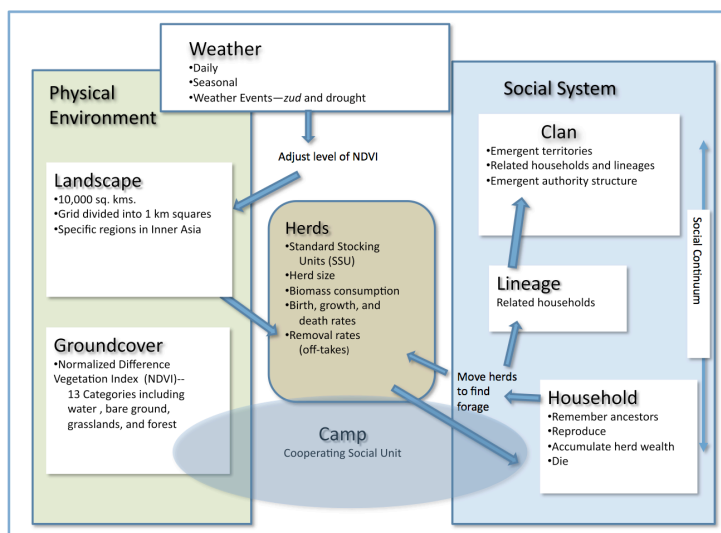 Weather
•Daily
•Seasonal
•Weather Events—zud and drought
Physical
Environment
Adjust level of NDVI
Landscape
•10,000 sq. kms.
•Grid divided into 1 km squares
•Specific regions in Inner Asia
Groundcover
•Normalized Difference
Vegetation Index (NDVI)--
13 Categories including
water , bare ground,
grasslands, and forest
Herds
•Standard Stocking
Units (SSU)
•Herd size
•Biomass consumption
•Birth, growth, and
death rates
•Removal rates
(off-takes)
Camp
Cooperating Social Unit
Social System
Clan
•Emergent territories
•Related households and lineages
•Emergent authority structure
Lineage
Related households
Move herds
to find
forage
Household
•Remember ancestors
•Reproduce
•Accumulate herd wealth
•Die
Social Continuum